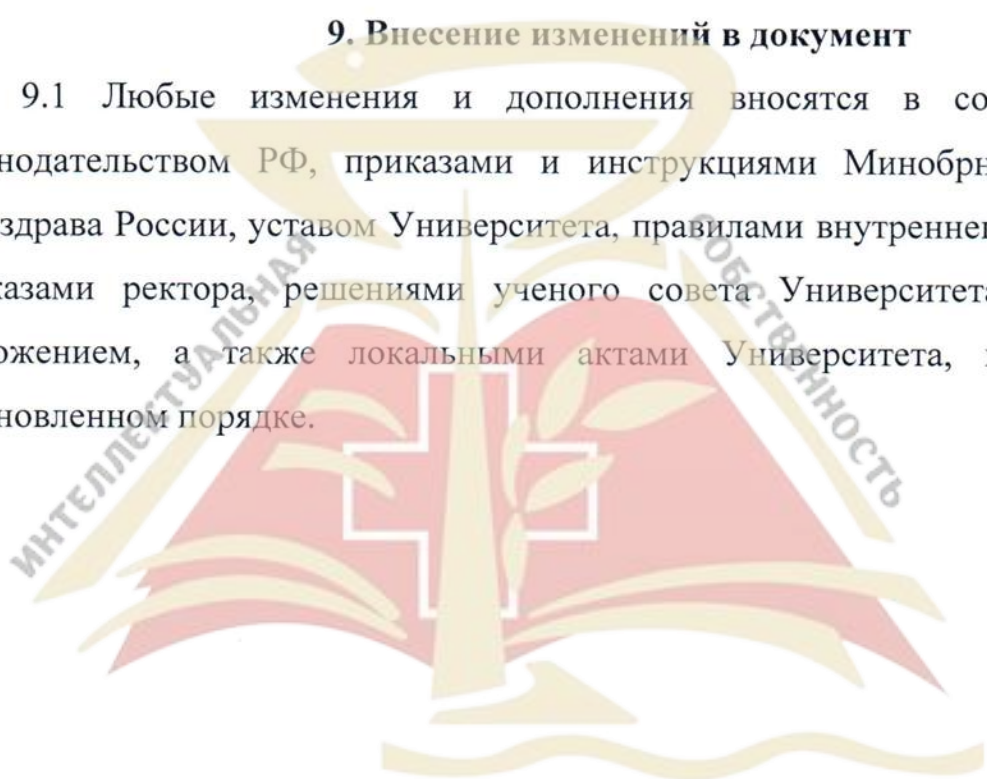 9. Внесение изменений в документ
9.1 Любые изменения и дополнения вносятся в со
нодательством РФ, приказами и инструкциями Минобрн
здрава России, уставом Университета, правилами внутренне
казами ректора, решениями ученого совета Университета
ожением, а также локальными актами Университета,
новленном порядке.
ИНТЕЛЛЕКТУАЛЬНАЯ
СОБСТВЕННОСТЬ